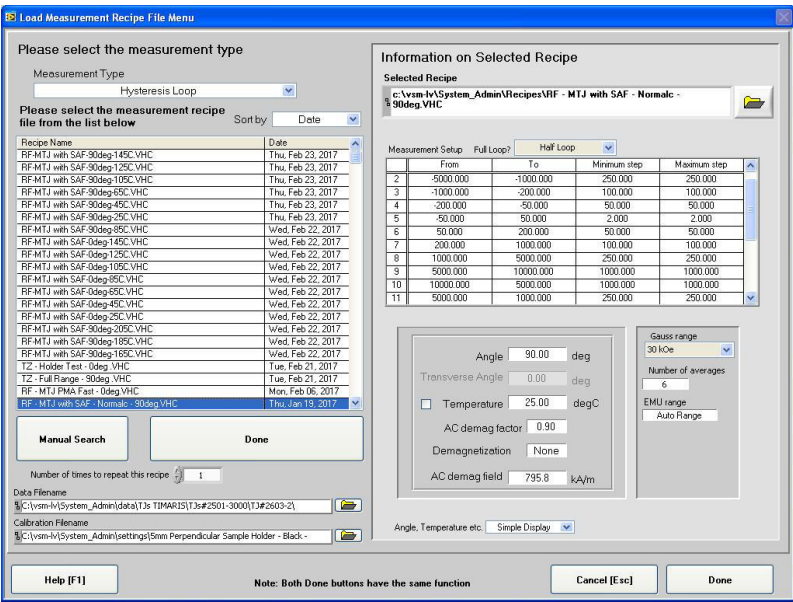 Load Measurement Recipe File Menu
Please select the measurement type
Measurement Type
Hysteresis Loop
Please select the measurement recipe
file from the list below
Sort by Date
Recipe Name Date
RF-MTJ with SAF-90deg-145C.VHC Thu, Feb 23, 2017
RF-MTJ with SAF-90deg-125C.VHC Thu, Feb 23, 2017
RF-MTJ with SAF-90deg-105C.VHC Thu, Feb 23, 2017
RF-MTJ with SAF-90deg-65C.VHC Thu, Feb 23, 2017
RF-MTJ with SAF-90deg-45C.VHC Thu, Feb 23, 2017
RF-MTJ with SAF-90deg-25C.VHC Thu, Feb 23, 2017
RF-MTJ with SAF-90deg-85C.VHC Wed, Feb 22, 2017
RF-MTJ with SAF-0deg-145C.VHC Wed, Feb 22, 2017
RF-MTJ with SAF-0deg-125C.VHC Wed, Feb 22, 2017
RF-MTJ with SAF-0deg-105C.VHC Wed, Feb 22, 2017
RF-MTJ with SAF-0deg-85C.VHC Wed, Feb 22, 2017
RF-MTJ with SAF-0deg-65C.VHC Wed, Feb 22, 2017
RF-MTJ with SAF-0deg-45C.VHC Wed, Feb 22, 2017
RF-MTJ with SAF-0deg-25C.VHC Wed, Feb 22, 2017
RF-MTJ with SAF-90deg-205C.VHC Wed, Feb 22, 2017
RF-MTJ with SAF-90deg-185C.VHC Wed, Feb 22, 2017
RF-MTJ with SAF-90deg-165C.VHC Wed, Feb 22, 2017
TZ - Holder Test - 0deg .VHC Tue, Feb 21, 2017
TZ - Full Range - 90deg .VHC Tue, Feb 21, 2017
RF - MTJ PMA Fast - 0deg.VHC Mon, Feb 06, 2017
RF - MTJ with SAF - Normalc - 90deg.VHC Thu, Jan 19, 2017
Manual Search
Done
Number of times to repeat this recipe 1
Data Filename
C:\vsm-lv\System_Admin\data\TJs TIMARIS\TJs#2501-3000\TJ#2603-2\
Calibration Filename
C:\vsm-lv\System_Admin\settings\5mm Perpendicular Sample Holder - Black -
Information on Selected Recipe
Selected Recipe
c:\vsm-lv\System_Admin\Recipes\RF - MTJ with SAF - Normalc -
90deg.VHC
Measurement Setup Full Loop? Half Loop
From To Minimum step Maximum step
2 -5000.000 -1000.000 250.000 250.000
3 -1000.000 -200.000 100.000 100.000
4 -200.000 -50.000 50.000 50.000
5 -50.000 50.000 2.000 2.000
6 50.000 200.000 50.000 50.000
7 200.000 1000.000 100.000 100.000
8 1000.000 5000.000 250.000 250.000
9 5000.000 10000.000 1000.000 1000.000
10 10000.000 5000.000 1000.000 1000.000
11 5000.000 1000.000 250.000 250.000
Angle 90.00 deg
Transverse Angle 0.00 deg
Temperature 25.00 degC
AC demag factor 0.90
Demagnetization None
AC demag field 795.8 kA/m
Gauss range
30 kOe
Number of averages
6
EMU range
Auto Range
Angle, Temperature etc. Simple Display
Help [F1]
Note: Both Done buttons have the same function
Cancel [Esc]
Done